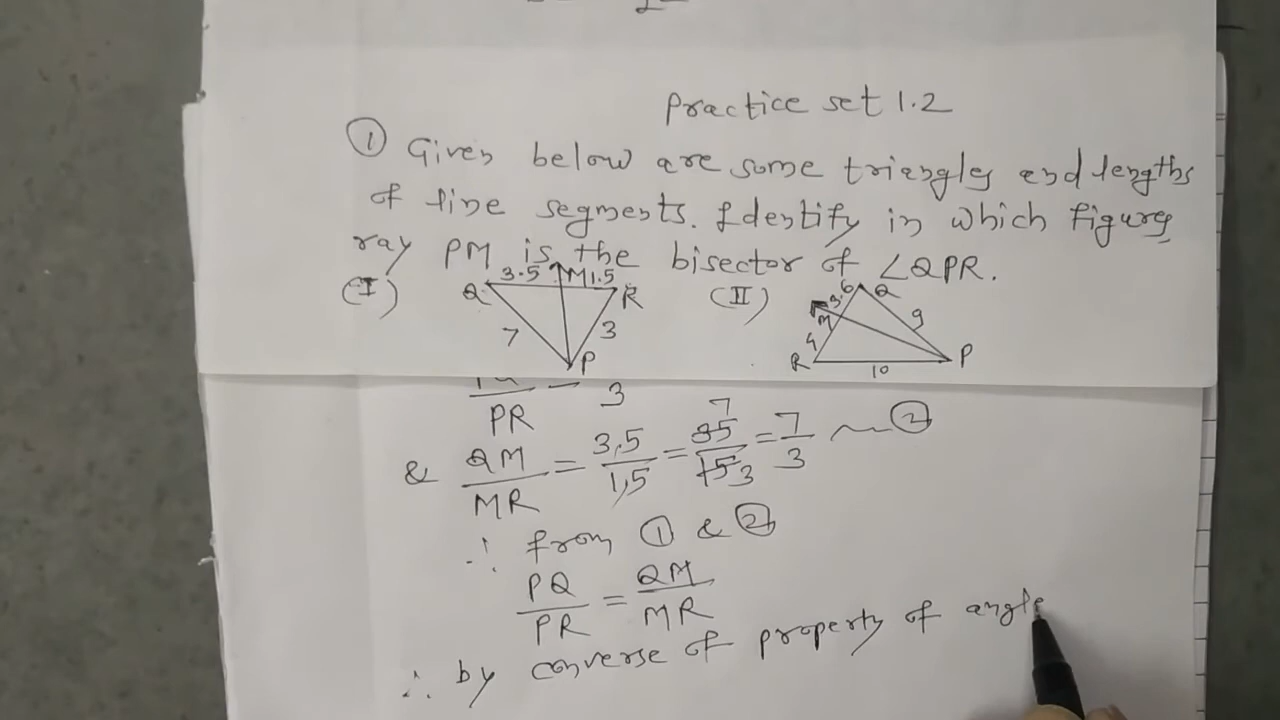 Practice set 1.2
① Given below are some triangles and lengths
of line segments. Identify in which figures
ray PM is the bisector of ∠QPR.
(I) Q 3.5 M 1.5 R 7 3 P
(II) Q 3.6 M 4 R 9 10 P
PR 3
& QM/MR = 3,5/1,5 = 35/15 7 3 = 7/3 ~ ②
∴ from ① & ②
PQ/PR = QM/MR
∴ by converse of property of angle